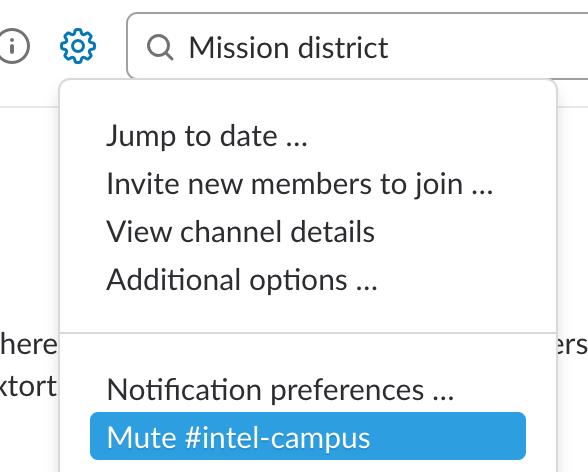 Mission district
Jump to date ...
Invite new members to join ...
View channel details
Additional options ...
Notification preferences ...
Mute #intel-campus